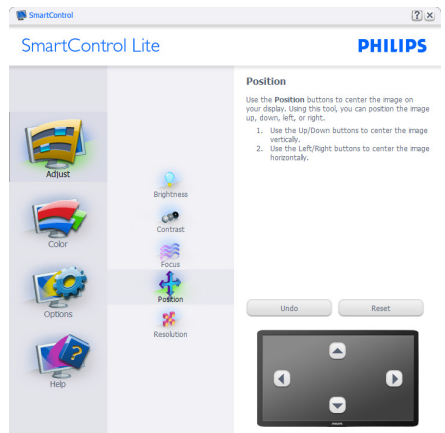 SmartControl
SmartControl Lite
PHILIPS
Adjust
Color
Options
Help
Brightness
Contrast
Focus
Position
Resolution
Position
Use the Position buttons to center the image on
your display. Using this tool, you can position the image
up, down, left, or right.
1. Use the Up/Down buttons to center the image
vertically.
2. Use the Left/Right buttons to center the image
horizontally.
Undo
Reset
PHILIPS